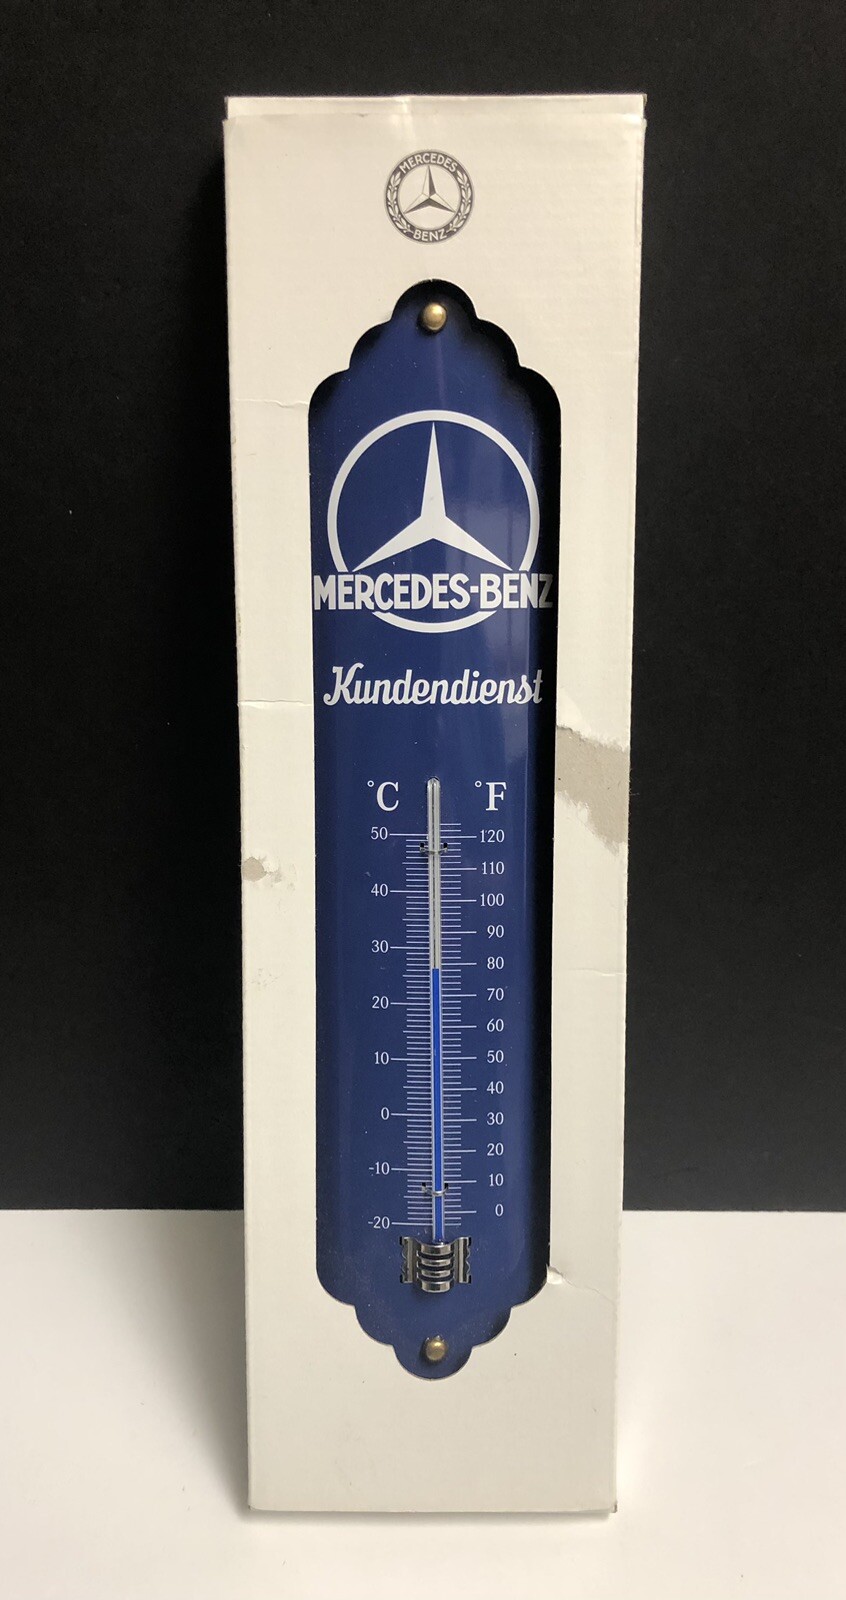 MERCEDES
BENZ
MERCEDES-BENZ
Kundendienst
°C °F
50 120
110
40 100
90
30 80
70
20 60
10 50
40
0 30
20
-10 10
0
-20